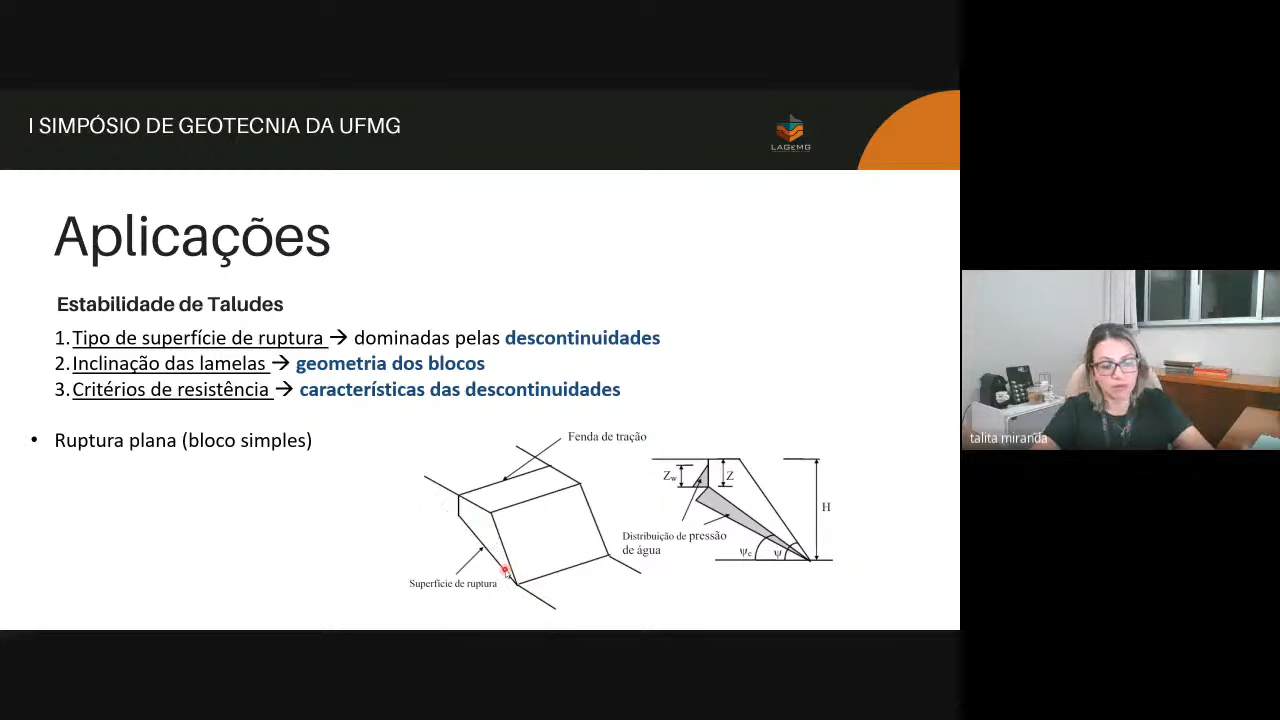 I SIMPÓSIO DE GEOTECNIA DA UFMG
LAGEMG
Aplicações
Estabilidade de Taludes
1. Tipo de superfície de ruptura → dominadas pelas descontinuidades
2. Inclinação das lamelas → geometria dos blocos
3. Critérios de resistência → características das descontinuidades
• Ruptura plana (bloco simples)
Fenda de tração
Superfície de ruptura
Zw
Z
H
Distribuição de pressão
de água
ψc
ψ
talita miranda